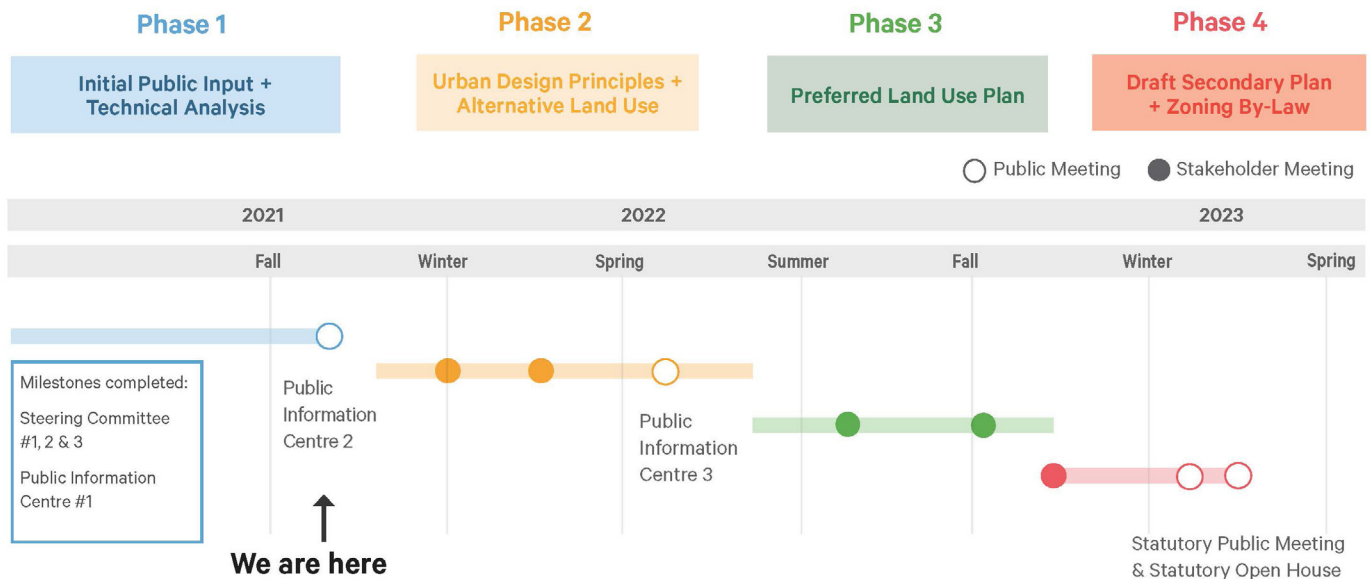 Phase 1
Phase 2
Phase 3
Phase 4
Initial Public Input +
Technical Analysis
Urban Design Principles +
Alternative Land Use
Preferred Land Use Plan
Draft Secondary Plan
+ Zoning By-Law
Public Meeting
Stakeholder Meeting
2021
2022
2023
Fall
Winter
Spring
Summer
Fall
Winter
Spring
Milestones completed:
Steering Committee
#1, 2 & 3
Public Information
Centre #1
Public
Information
Centre 2
We are here
Public
Information
Centre 3
Statutory Public Meeting
& Statutory Open House